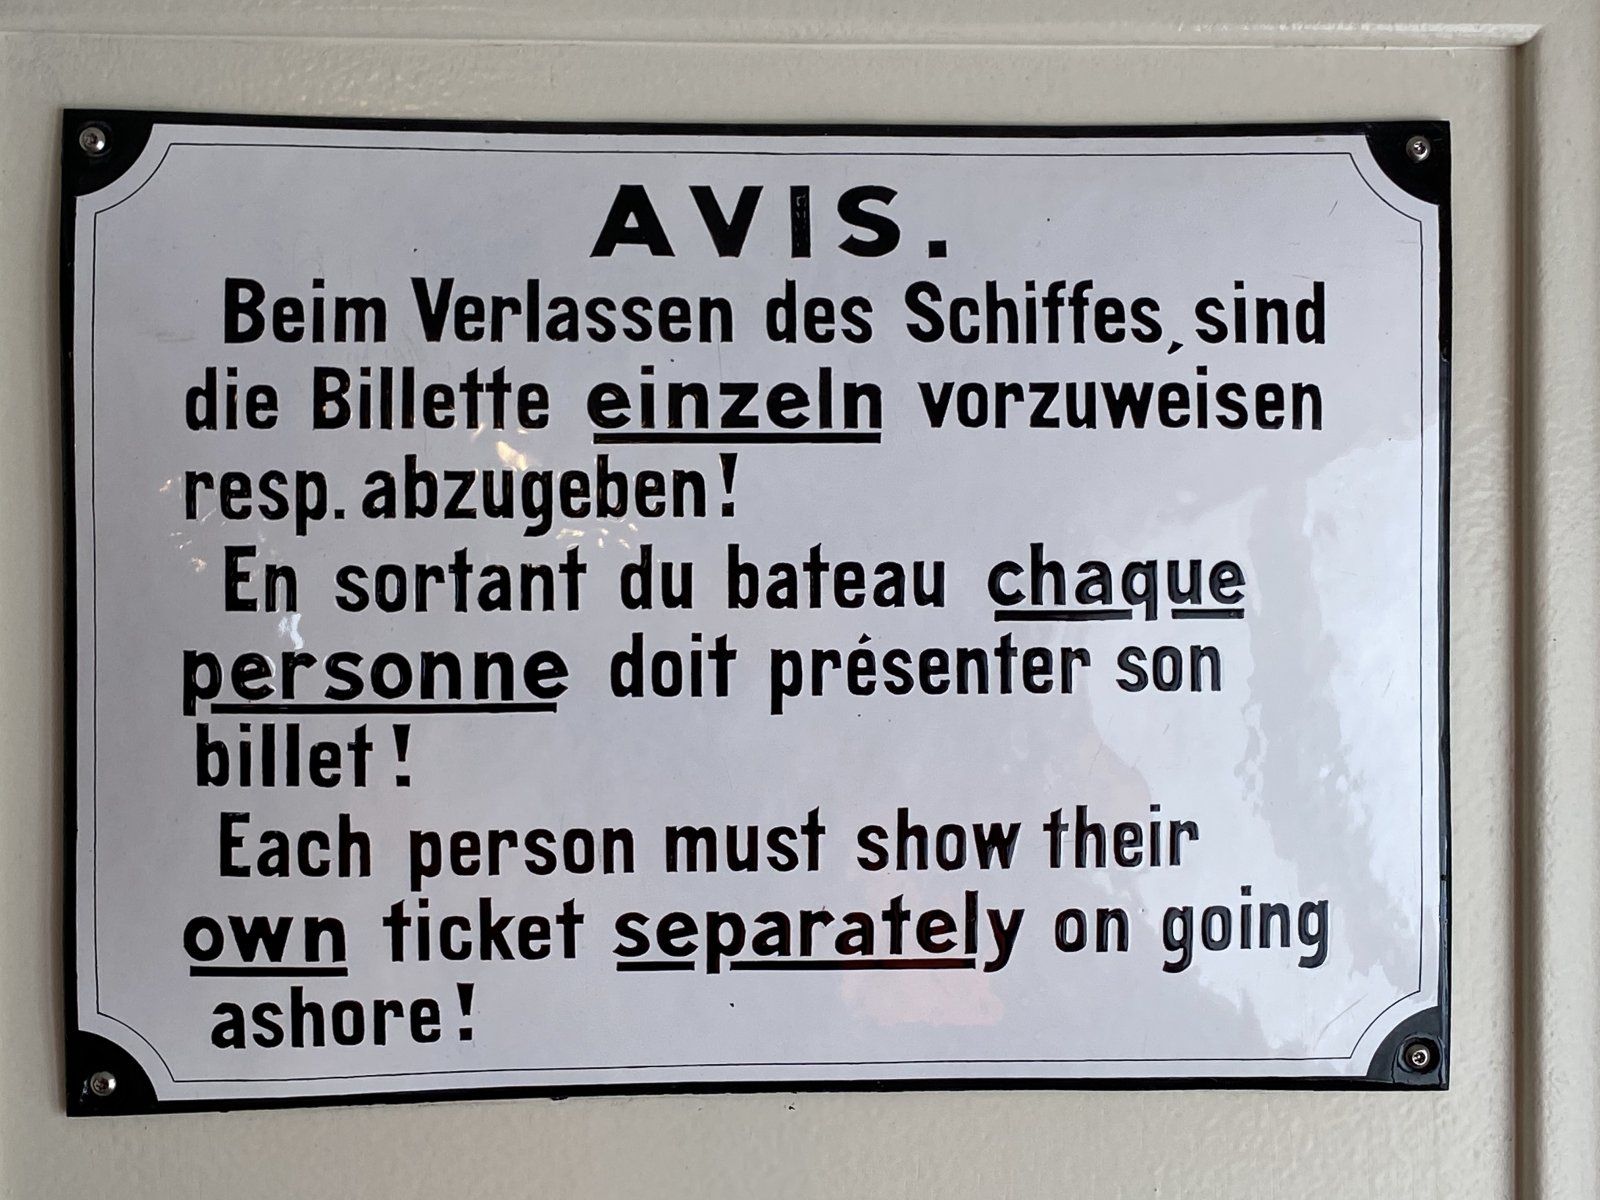 AVIS.
Beim Verlassen des Schiffes, sind
die Billette einzeln vorzuweisen
resp. abzugeben!
En sortant du bateau chaque
personne doit présenter son
billet!
Each person must show their
own ticket separately on going
ashore!